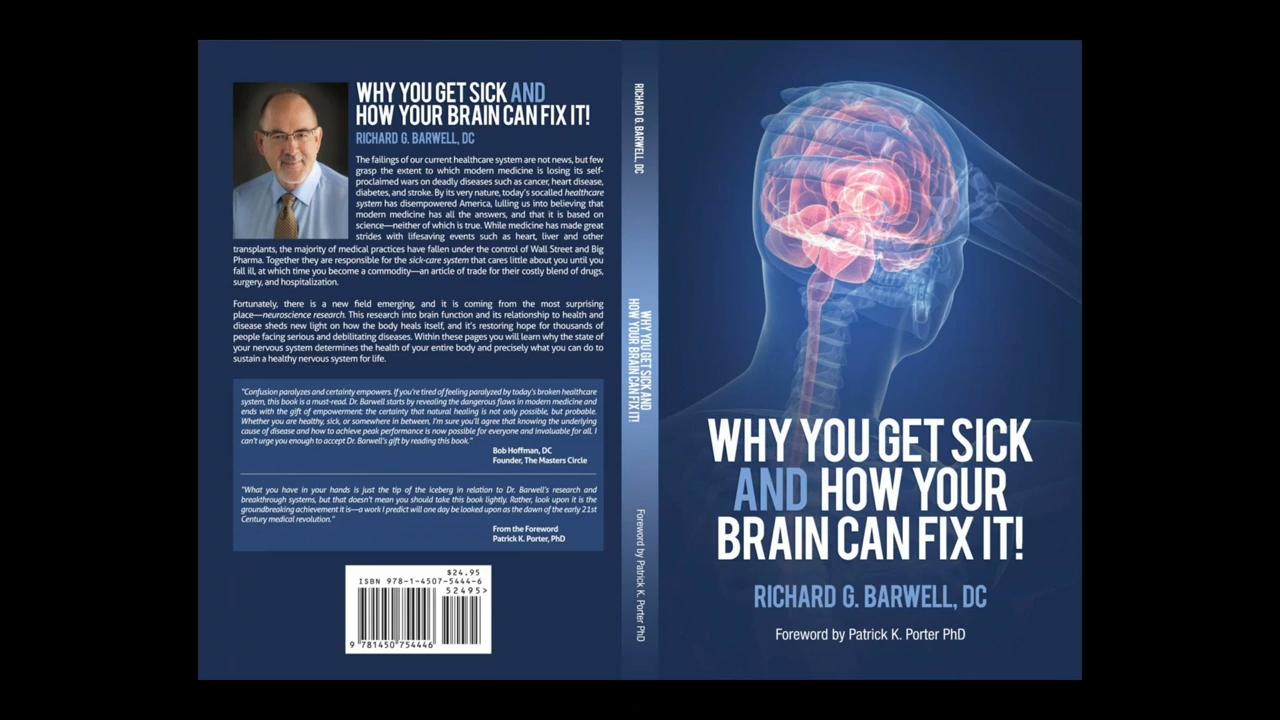 WHY YOU GET SICK AND
HOW YOUR BRAIN CAN FIX IT!
RICHARD G. BARWELL, DC
The failings of our current healthcare system are not news, but few
grasp the extent to which modern medicine is losing its self-
proclaimed wars on deadly diseases such as cancer, heart disease,
diabetes, and stroke. By its very nature, today's socalled healthcare
system has disempowered America, lulling us into believing that
modern medicine has all the answers, and that it is based on
science—neither of which is true. While medicine has made great
strides with lifesaving events such as heart, liver and other
transplants, the majority of medical practices have fallen under the control of Wall Street and Big
Pharma. Together they are responsible for the sick-care system that cares little about you until you
fall ill, at which time you become a commodity—an article of trade for their costly blend of drugs,
surgery, and hospitalization.
Fortunately, there is a new field emerging, and it is coming from the most surprising
place—neuroscience research. This research into brain function and its relationship to health and
disease sheds new light on how the body heals itself, and it's restoring hope for thousands of
people facing serious and debilitating diseases. Within these pages you will learn why the state of
your nervous system determines the health of your entire body and precisely what you can do to
sustain a healthy nervous system for life.
"Confusion paralyzes and certainty empowers. If you're tired of feeling paralyzed by today's broken healthcare
system, this book is a must-read. Dr. Barwell starts by revealing the dangerous flaws in modern medicine and
ends with the gift of empowerment: the certainty that natural healing is not only possible, but probable.
Whether you are healthy, sick, or somewhere in between, I'm sure you'll agree that knowing the underlying
cause of disease and how to achieve peak performance is now possible for everyone and invaluable for all. I
can't urge you enough to accept Dr. Barwell's gift by reading this book."
Bob Hoffman, DC
Founder, The Masters Circle
"What you have in your hands is just the tip of the iceberg in relation to Dr. Barwell's research and
breakthrough systems, but that doesn't mean you should take this book lightly. Rather, look upon it is the
groundbreaking achievement it is—a work I predict will one day be looked upon as the dawn of the early 21st
Century medical revolution."
From the Foreword
Patrick K. Porter, PhD
$24.95
ISBN 978-1-4507-5444-6
52495>
9 781450 754446
RICHARD G. BARWELL, DC
WHY YOU GET SICK AND
HOW YOUR BRAIN CAN FIX IT!
Foreword by Patrick K. Porter PhD
WHY YOU GET SICK
AND HOW YOUR
BRAIN CAN FIX IT!
RICHARD G. BARWELL, DC
Foreword by Patrick K. Porter PhD